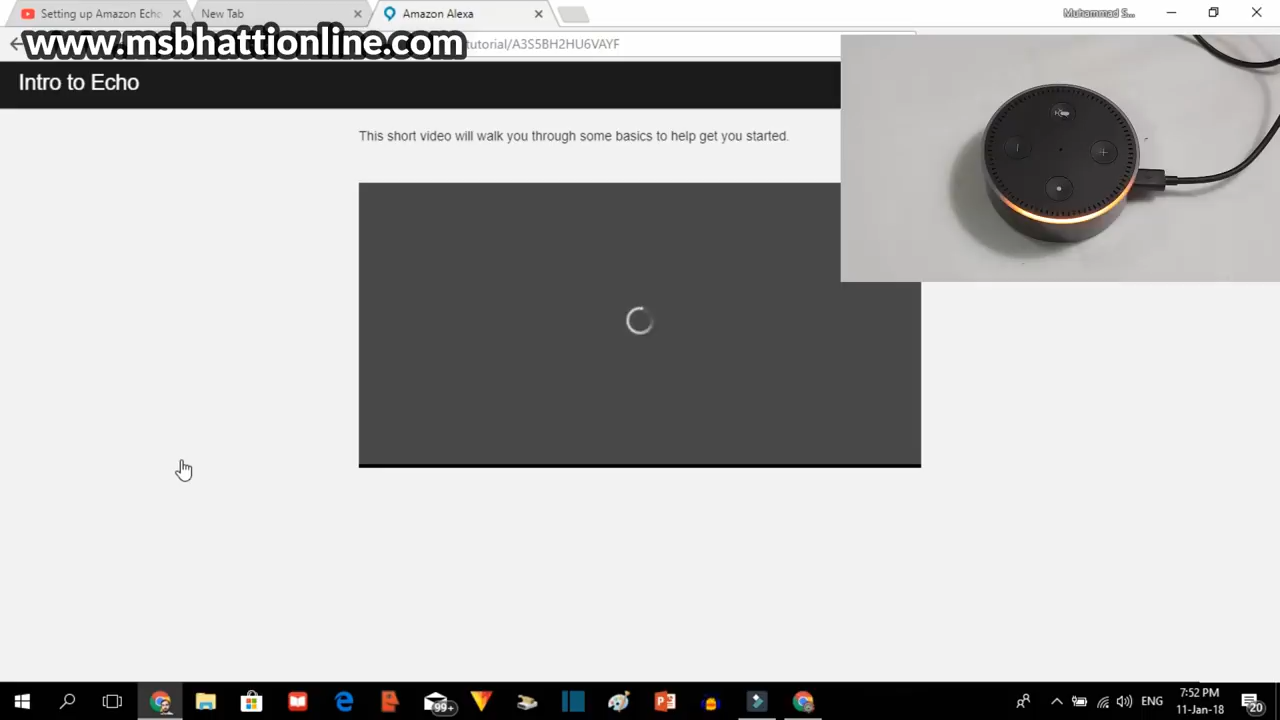 Setting up Amazon Echo
New Tab
Amazon Alexa
Muhammad S...
www.msbhattionline.com
tutorial/A3S5BH2HU6VAYF
Intro to Echo
This short video will walk you through some basics to help get you started.
99+
ENG
7:52 PM
11-Jan-18
20